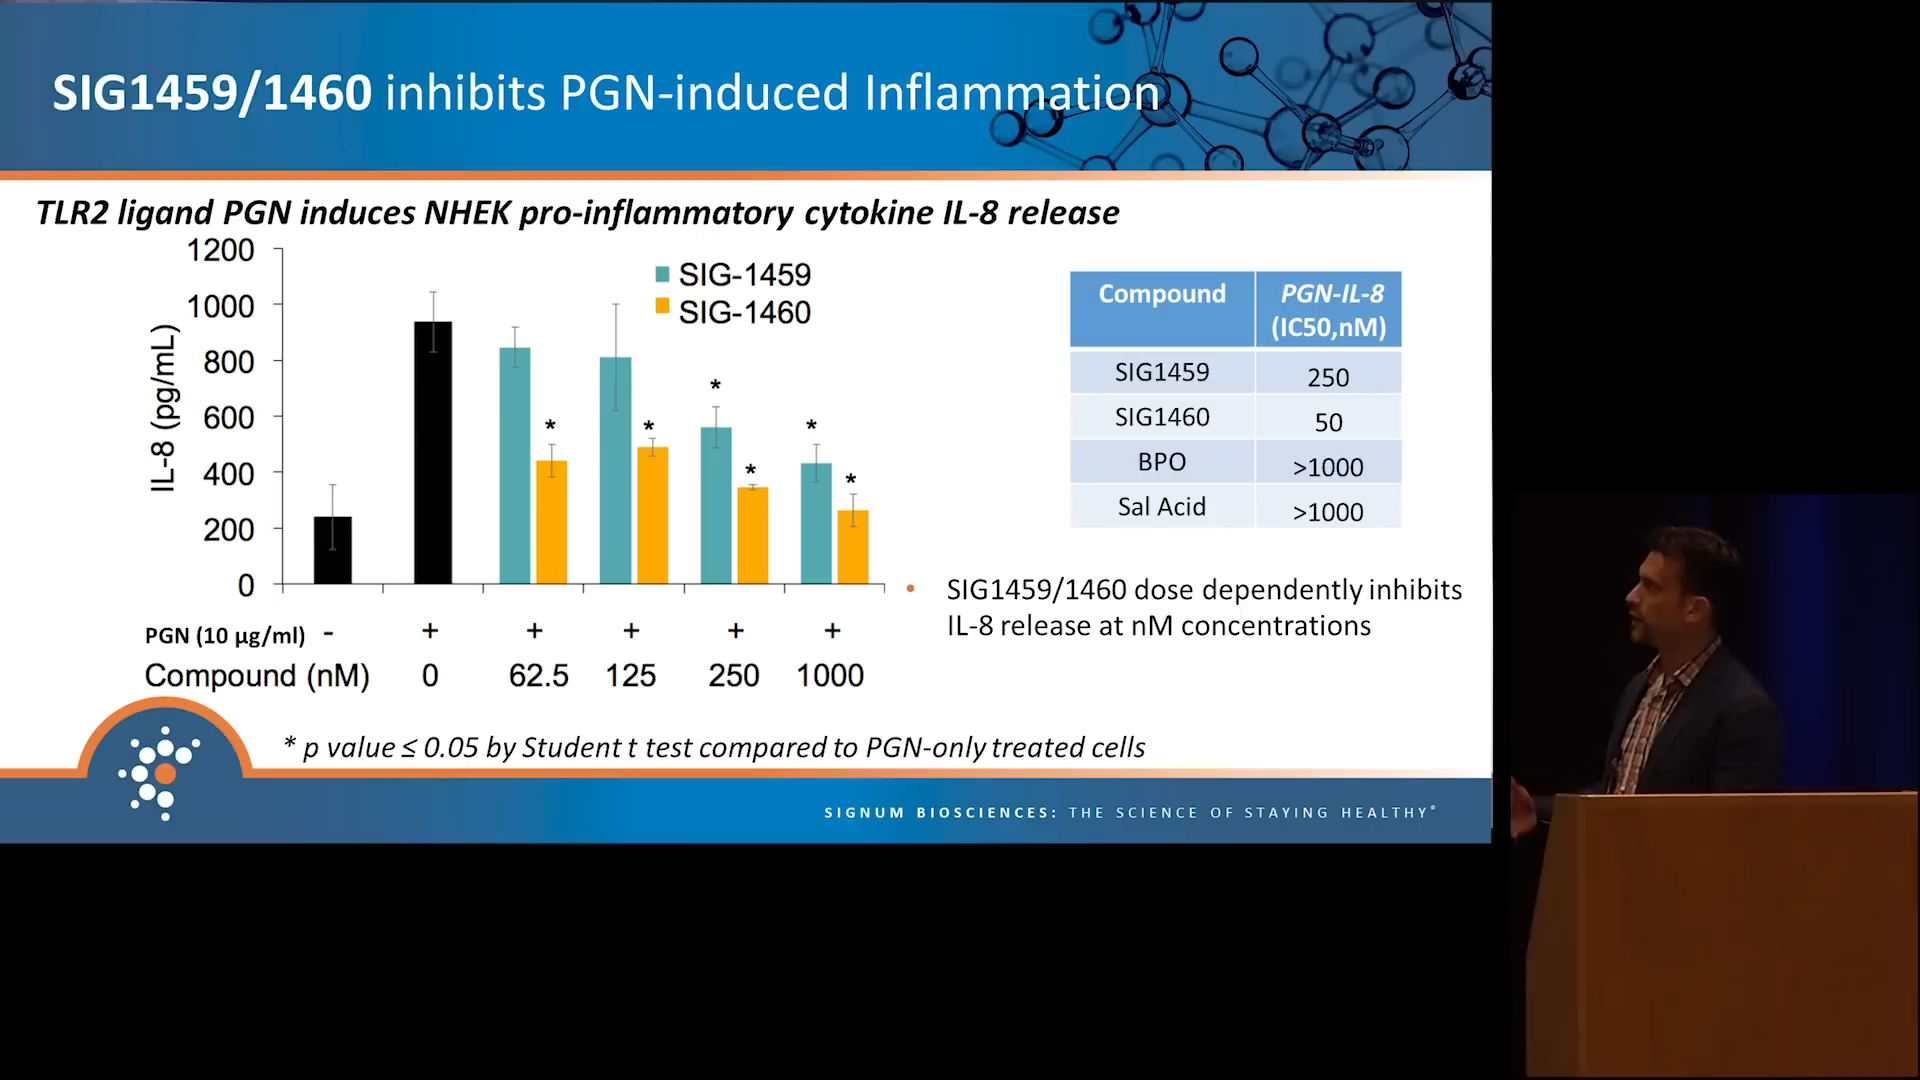 SIG1459/1460 inhibits PGN-induced Inflammation
TLR2 ligand PGN induces NHEK pro-inflammatory cytokine IL-8 release
1200
1000
800
600
400
200
0
IL-8 (pg/mL)
SIG-1459
SIG-1460
*
*
*
*
*
*
PGN (10 µg/ml) - + + + + +
Compound (nM) 0 62.5 125 250 1000
Compound PGN-IL-8 (IC50,nM)
SIG1459 250
SIG1460 50
BPO >1000
Sal Acid >1000
• SIG1459/1460 dose dependently inhibits
IL-8 release at nM concentrations
* p value ≤ 0.05 by Student t test compared to PGN-only treated cells
SIGNUM BIOSCIENCES: THE SCIENCE OF STAYING HEALTHY®